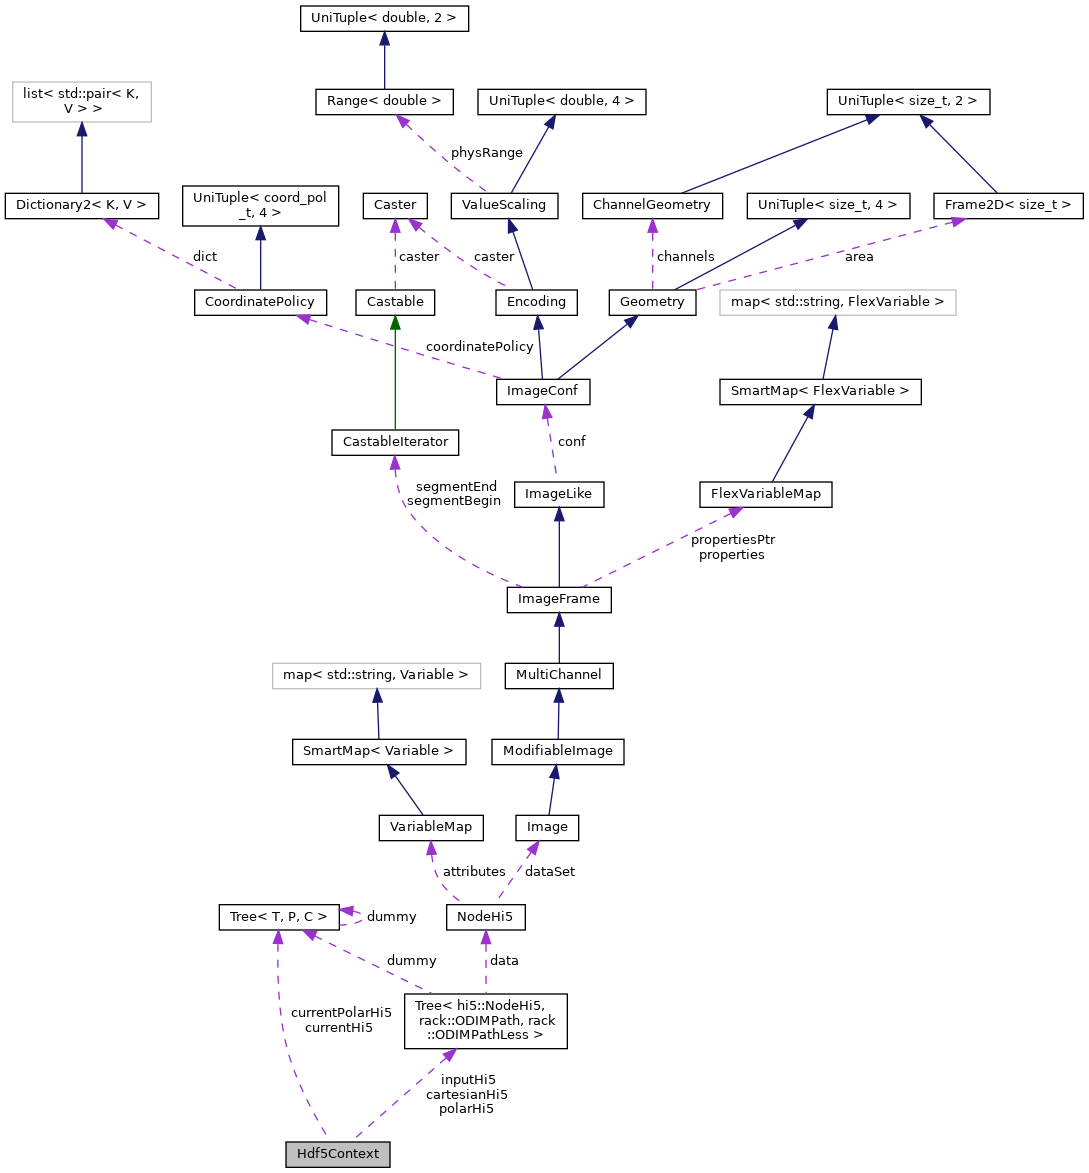 UniTuple< double, 2 >
list< std::pair< K,
V > >
Range< double >
UniTuple< double, 4 >
UniTuple< size_t, 2 >
physRange
Dictionary2< K, V >
UniTuple< coord_pol
_t, 4 >
Caster
ValueScaling
ChannelGeometry
UniTuple< size_t, 4 >
Frame2D< size_t >
dict
caster
caster
channels
area
CoordinatePolicy
Castable
Encoding
Geometry
map< std::string, FlexVariable >
coordinatePolicy
ImageConf
SmartMap< FlexVariable >
CastableIterator
conf
segmentEnd
segmentBegin
ImageLike
FlexVariableMap
propertiesPtr
properties
ImageFrame
map< std::string, Variable >
MultiChannel
SmartMap< Variable >
ModifiableImage
VariableMap
Image
attributes
dataSet
Tree< T, P, C >
dummy
NodeHi5
dummy
data
currentPolarHi5
currentHi5
Tree< hi5::NodeHi5,
rack::ODIMPath, rack
::ODIMPathLess >
inputHi5
cartesianHi5
polarHi5
Hdf5Context